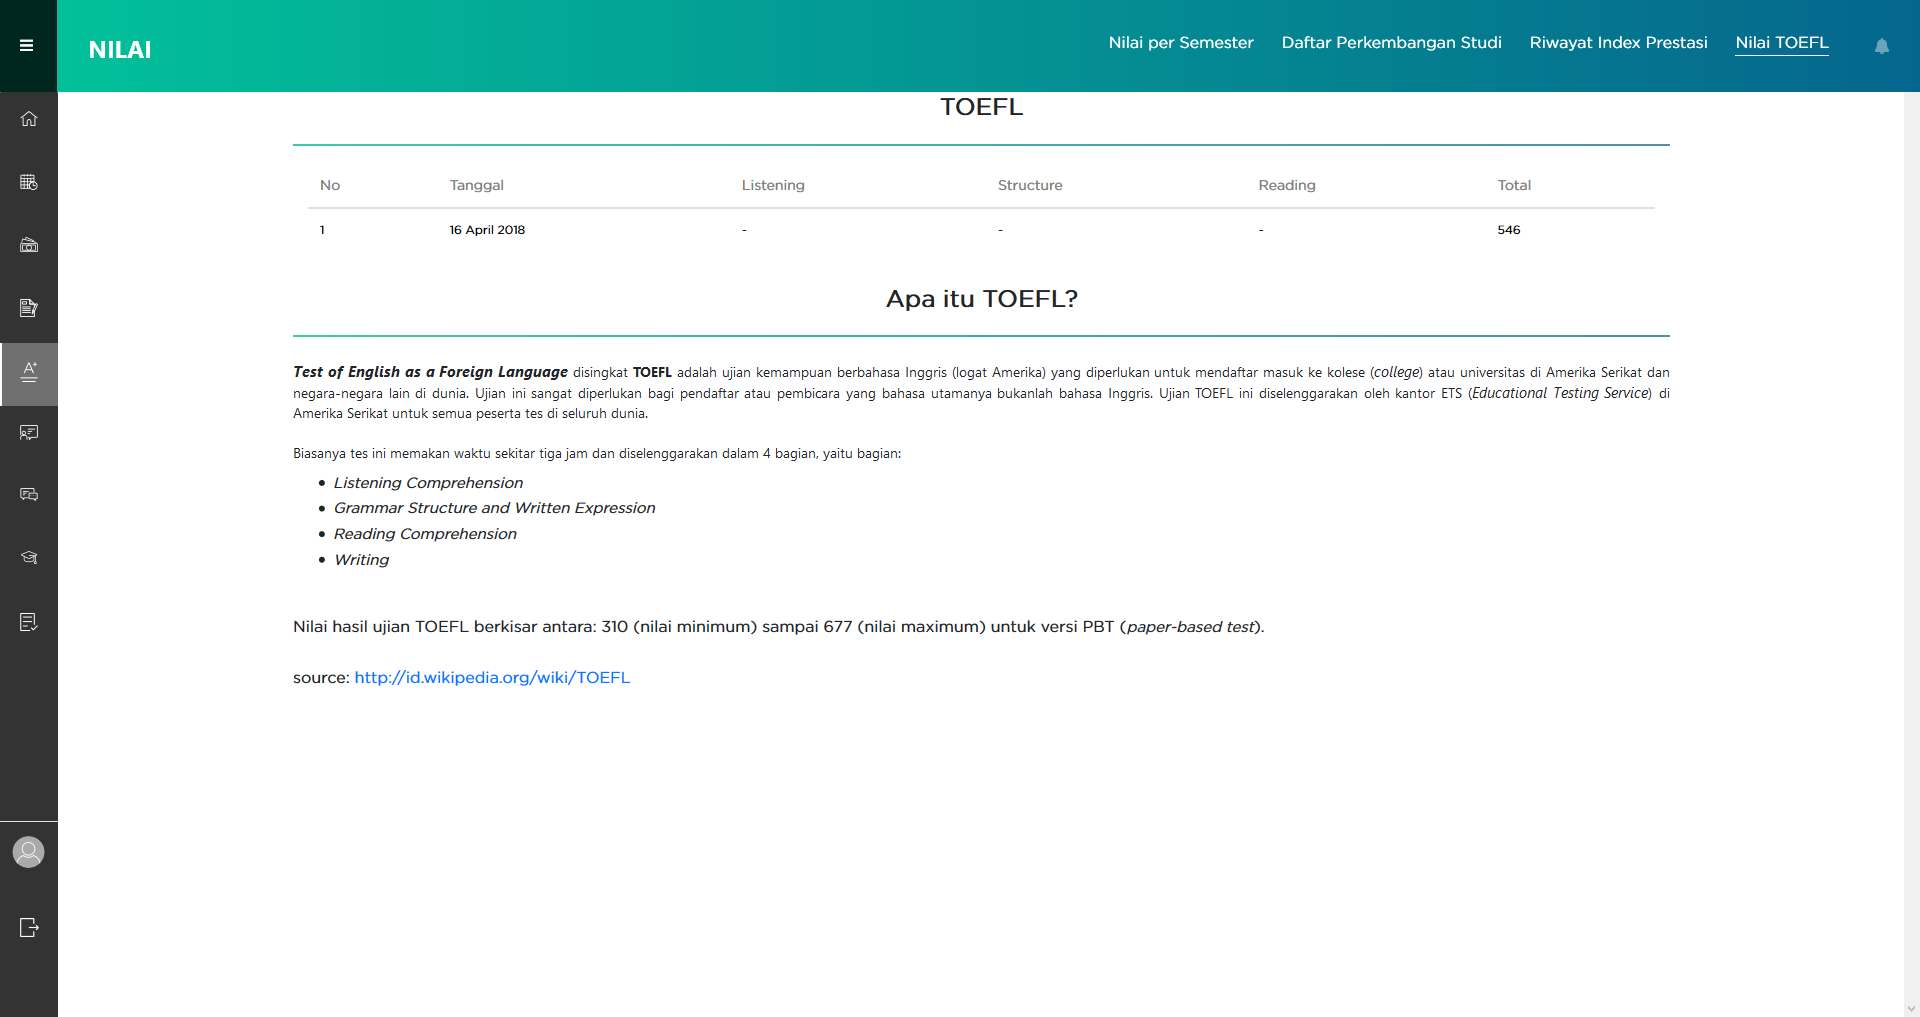 NILAI
Nilai per Semester Daftar Perkembangan Studi Riwayat Index Prestasi Nilai TOEFL
TOEFL
No Tanggal Listening Structure Reading Total
1 16 April 2018 - - - 546
Apa itu TOEFL?
Test of English as a Foreign Language disingkat TOEFL adalah ujian kemampuan berbahasa Inggris (logat Amerika) yang diperlukan untuk mendaftar masuk ke kolese (college) atau universitas di Amerika Serikat dan
negara-negara lain di dunia. Ujian ini sangat diperlukan bagi pendaftar atau pembicara yang bahasa utamanya bukanlah bahasa Inggris. Ujian TOEFL ini diselenggarakan oleh kantor ETS (Educational Testing Service) di
Amerika Serikat untuk semua peserta tes di seluruh dunia.
Biasanya tes ini memakan waktu sekitar tiga jam dan diselenggarakan dalam 4 bagian, yaitu bagian:
• Listening Comprehension
• Grammar Structure and Written Expression
• Reading Comprehension
• Writing
Nilai hasil ujian TOEFL berkisar antara: 310 (nilai minimum) sampai 677 (nilai maximum) untuk versi PBT (paper-based test).
source: http://id.wikipedia.org/wiki/TOEFL